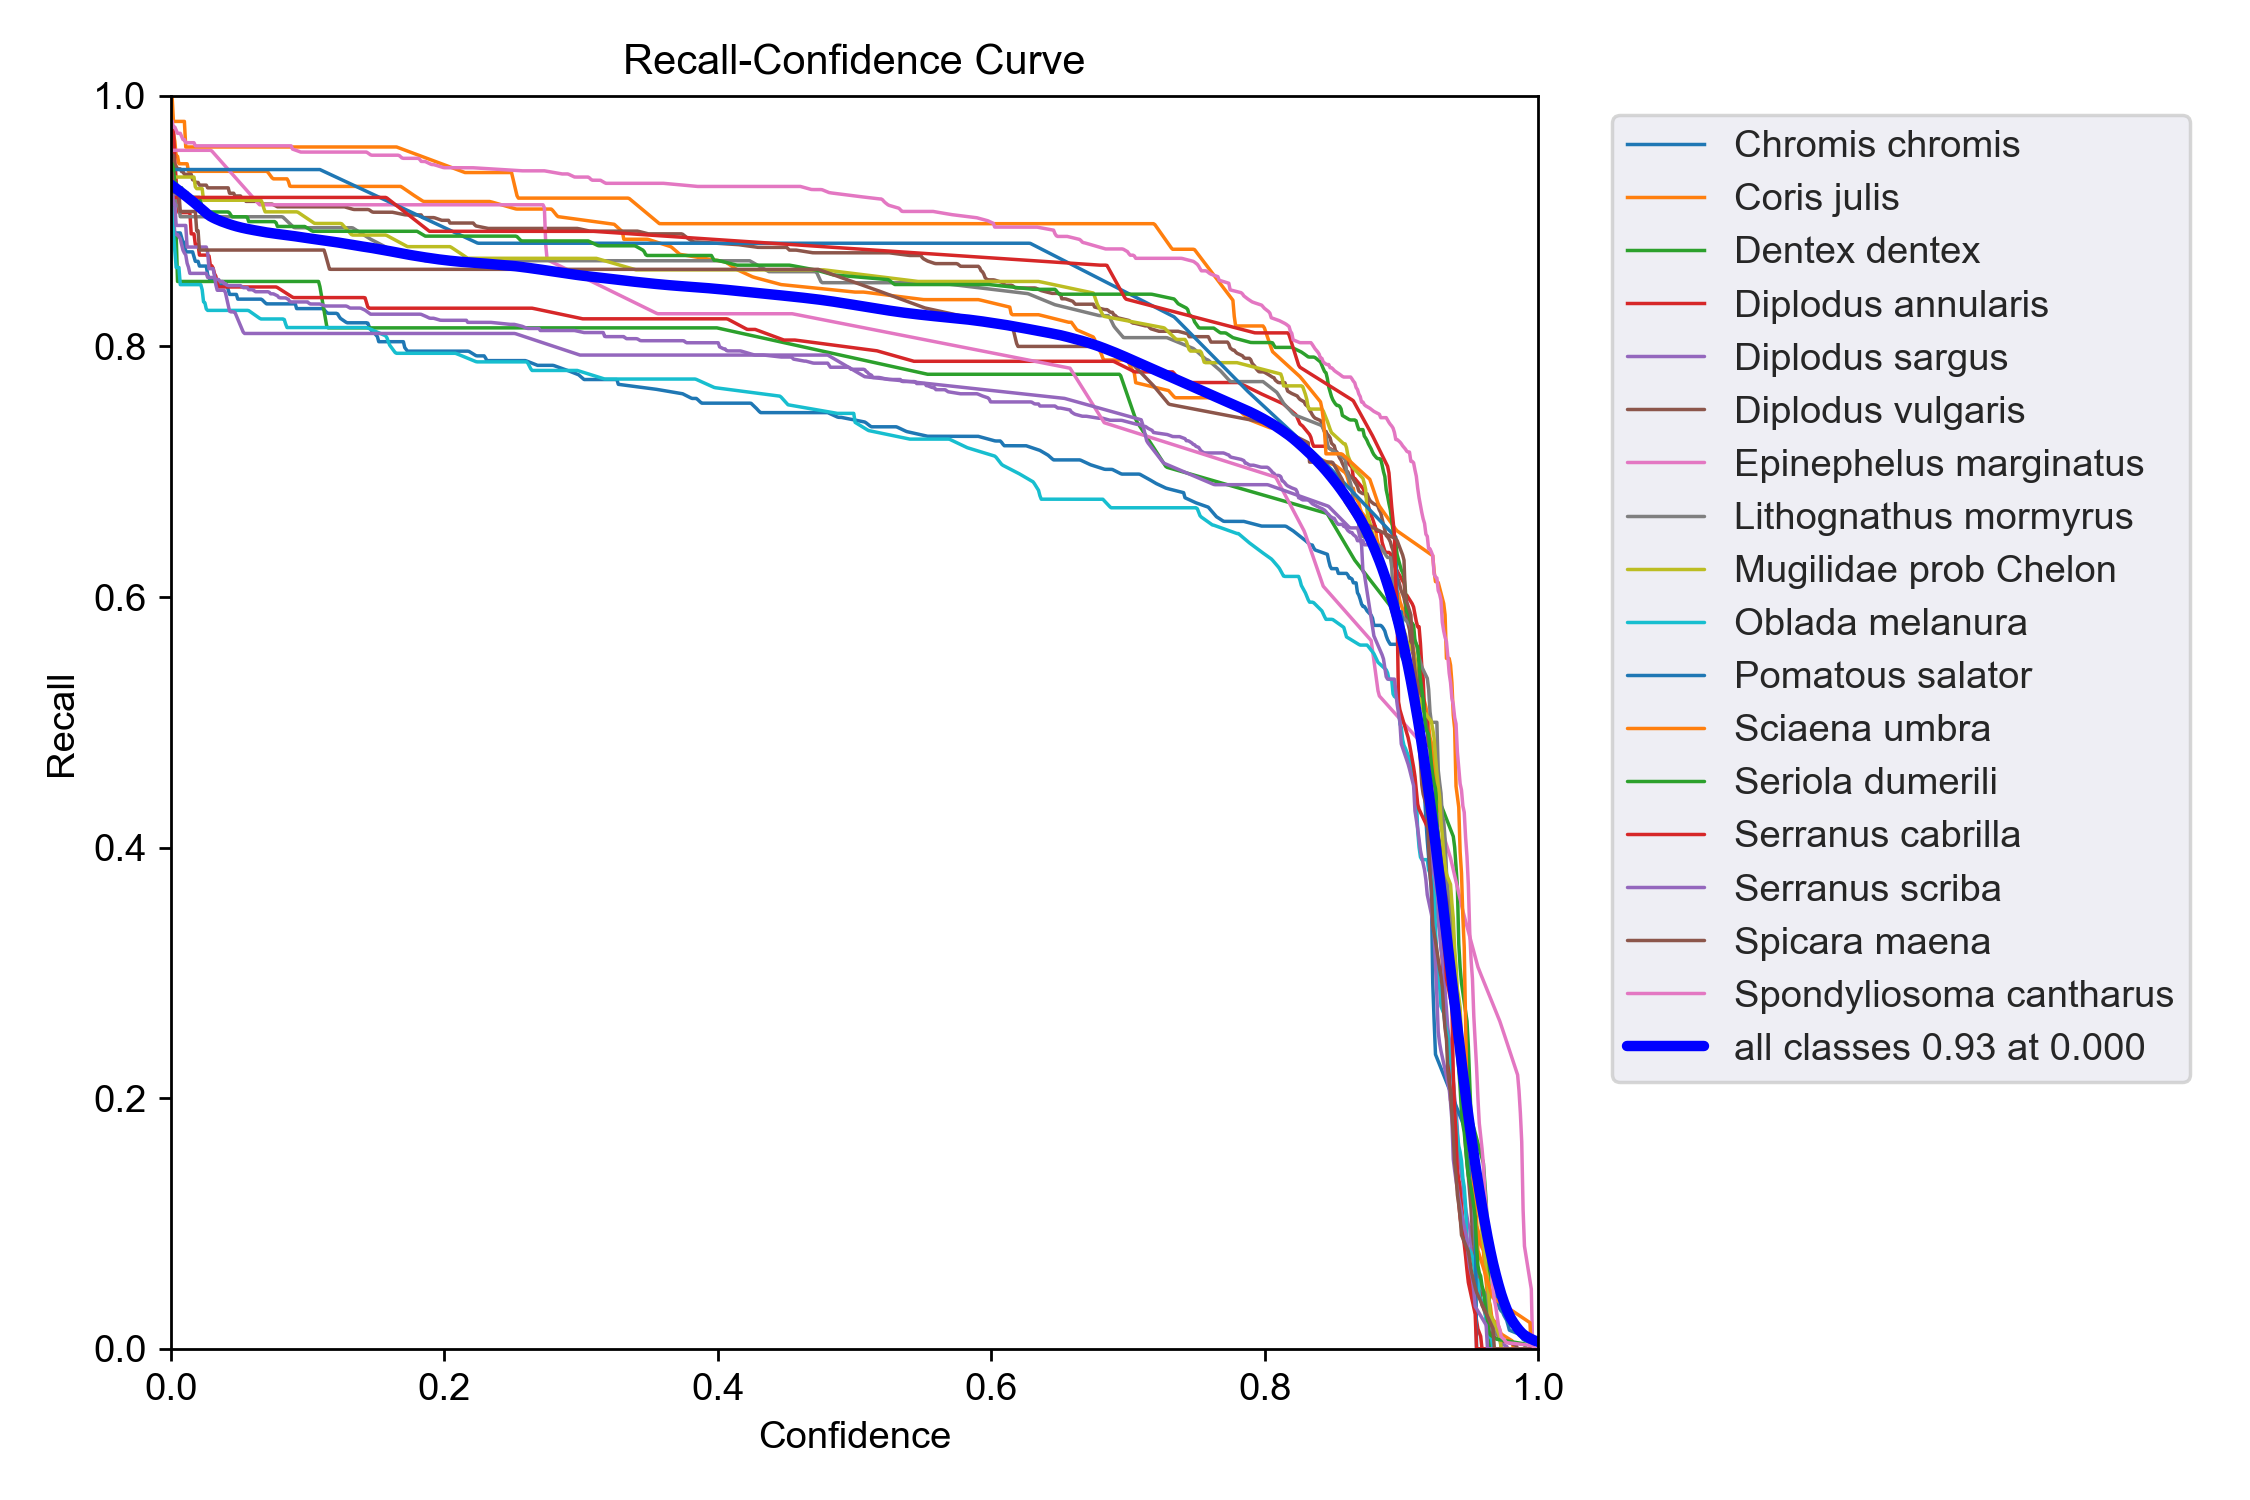 Recall-Confidence Curve
1.0
0.8
0.6
0.4
0.2
0.0
Recall
0.0 0.2 0.4 0.6 0.8 1.0
Confidence
Chromis chromis
Coris julis
Dentex dentex
Diplodus annularis
Diplodus sargus
Diplodus vulgaris
Epinephelus marginatus
Lithognathus mormyrus
Mugilidae prob Chelon
Oblada melanura
Pomatous salator
Sciaena umbra
Seriola dumerili
Serranus cabrilla
Serranus scriba
Spicara maena
Spondyliosoma cantharus
all classes 0.93 at 0.000